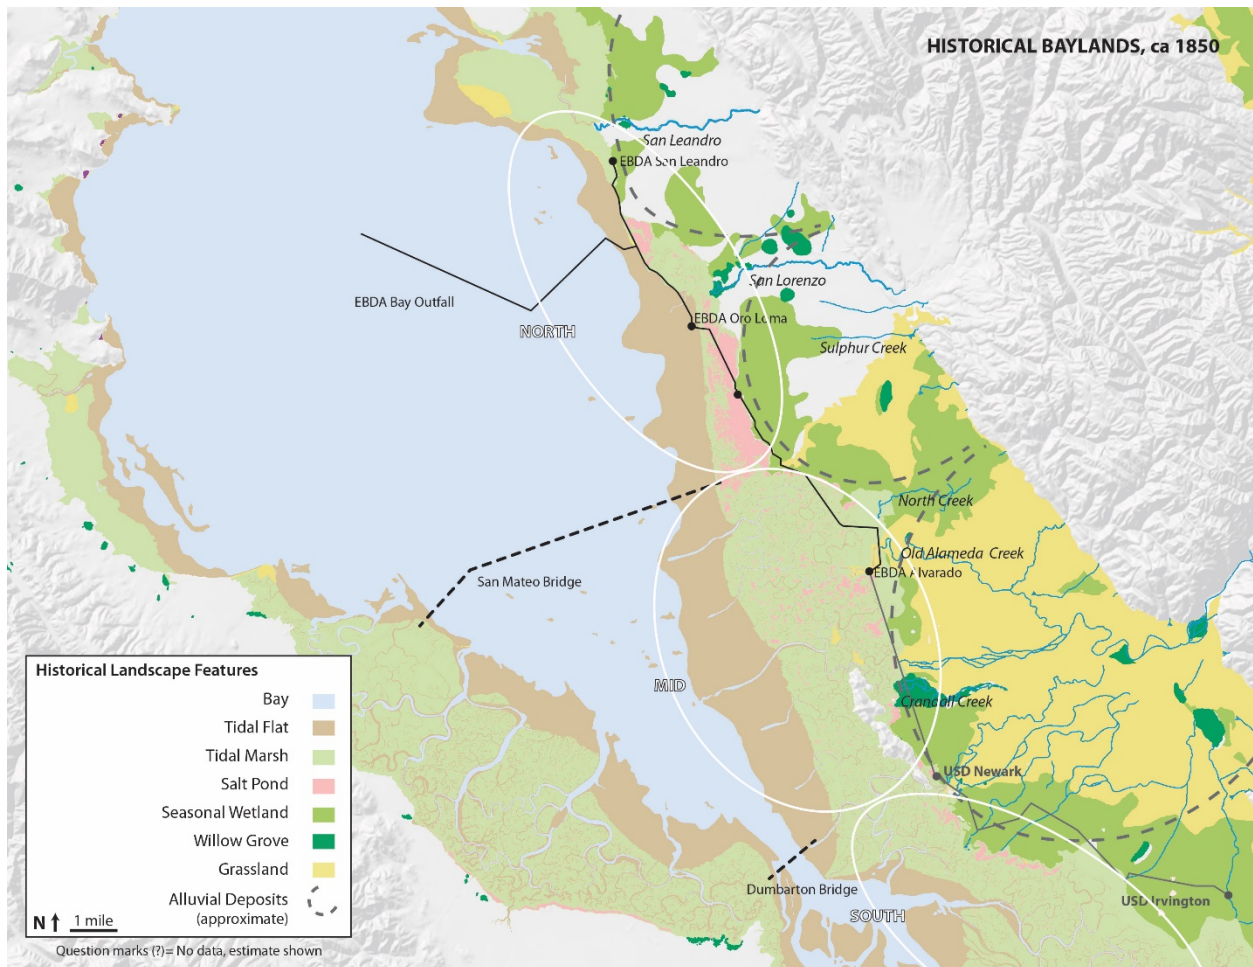 HISTORICAL BAYLANDS, ca 1850
San Leandro
EBDA San Leandro
San Lorenzo
EBDA Bay Outfall
EBDA Oro Loma
NORTH
Sulphur Creek
North Creek
Old Alameda Creek
EBDA Alvarado
San Mateo Bridge
MID
Crandall Creek
USD Newark
Dumbarton Bridge
USD Irvington
SOUTH
Historical Landscape Features
Bay
Tidal Flat
Tidal Marsh
Salt Pond
Seasonal Wetland
Willow Grove
Grassland
Alluvial Deposits
(approximate)
N 1 mile
Question marks (?)= No data, estimate shown